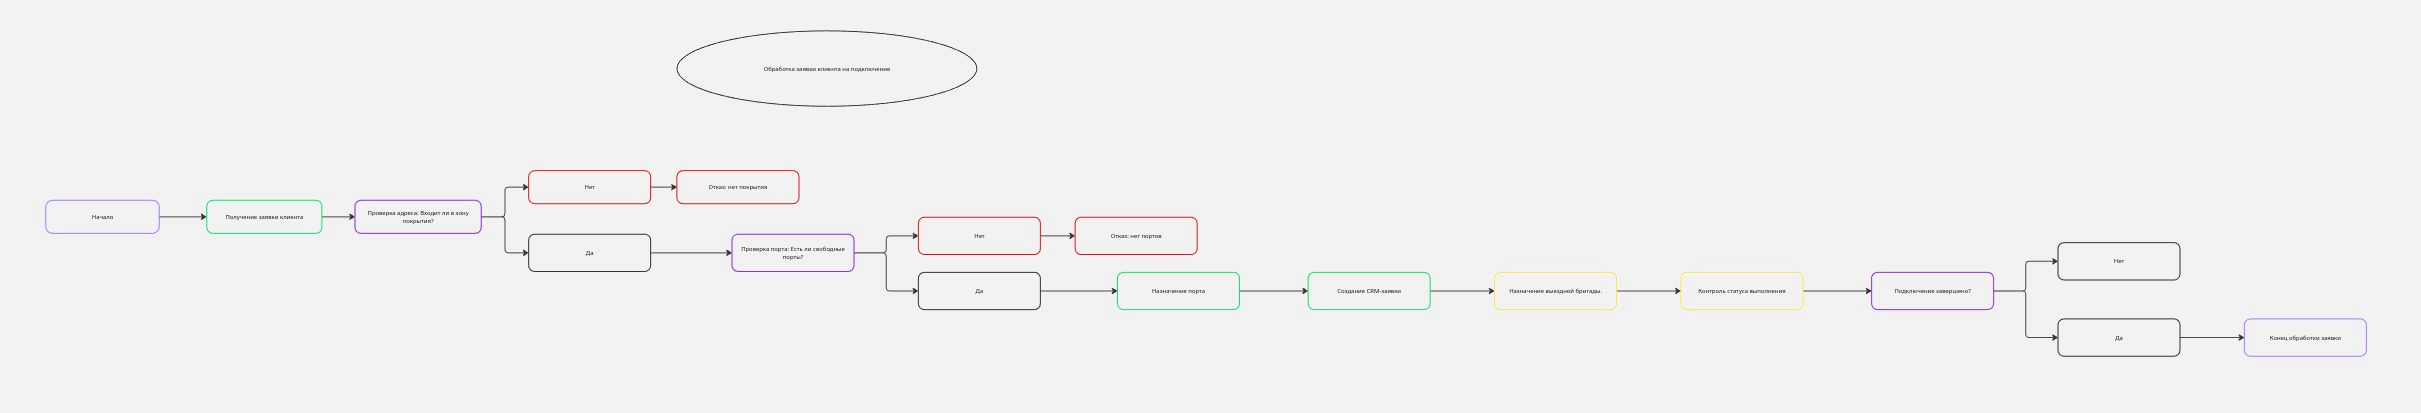 Обработка заявки клиента на подключение
Начало
Получение заявки клиента
Проверка адреса: Входит ли в зону
покрытия?
Нет
Отказ: нет покрытия
Да
Проверка порта: Есть ли свободные
порты?
Нет
Отказ: нет портов
Да
Назначение порта
Создание CRM-заявки
Назначение выездной бригады.
Контроль статуса выполнения
Подключение завершено?
Нет
Да
Конец обработки заявки